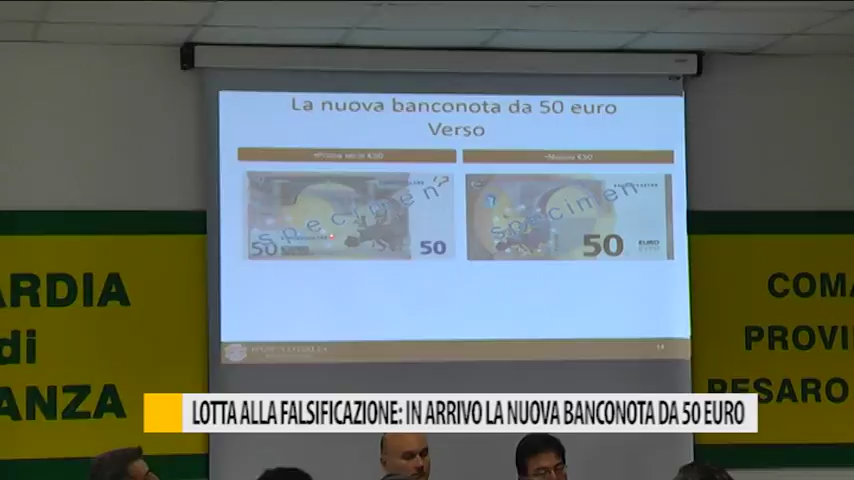 La nuova banconota da 50 euro
Verso
specimen
50
50
specimen
50
EURO
14
ARDIA
di
ANZA
COMA
PROVI
PESARO
LOTTA ALLA FALSIFICAZIONE: IN ARRIVO LA NUOVA BANCONOTA DA 50 EURO